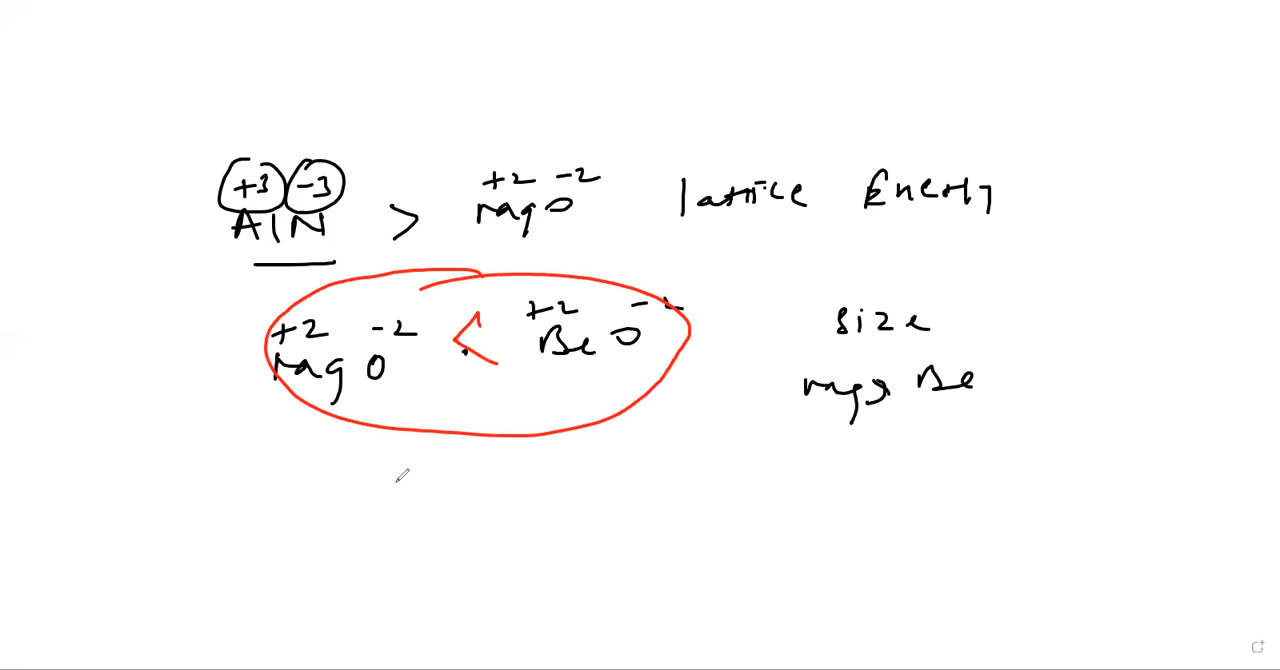 +3 -3 +2 -2
AlN > MgO lattice Energy
+2 -2 +2 -2
MgO < BeO size
Mg > Be